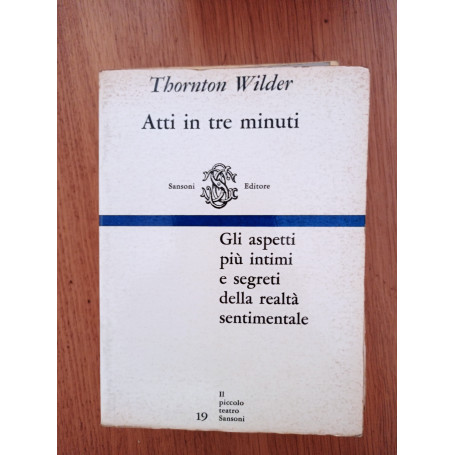 Thornton Wilder
Atti in tre minuti
Sansoni Editore
Gli aspetti
più intimi
e segreti
della realtà
sentimentale
Il
piccolo
teatro
19 Sansoni